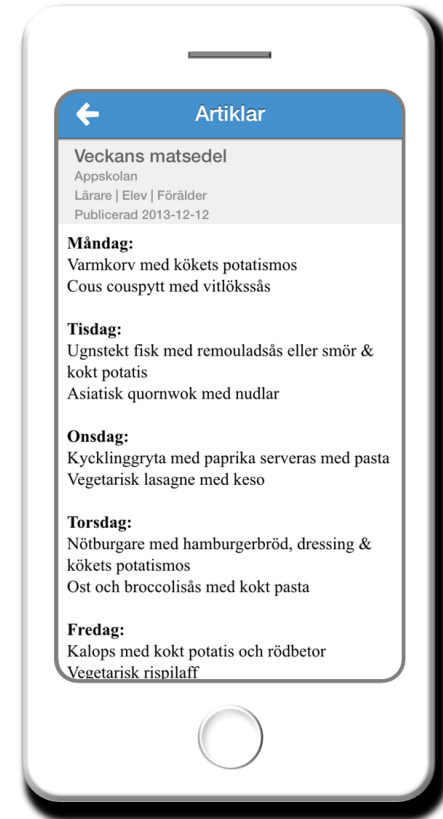 Artiklar
Veckans matsedel
Appskolan
Lärare | Elev | Förälder
Publicerad 2013-12-12
Måndag:
Varmkorv med kökets potatismos
Cous couspytt med vitlökssås
Tisdag:
Ugnstekt fisk med remouladsås eller smör &
kokt potatis
Asiatisk quornwok med nudlar
Onsdag:
Kycklinggryta med paprika serveras med pasta
Vegetarisk lasagne med keso
Torsdag:
Nötburgare med hamburgerbröd, dressing &
kökets potatismos
Ost och broccolisås med kokt pasta
Fredag:
Kalops med kokt potatis och rödbetor
Vegetarisk rispilaff